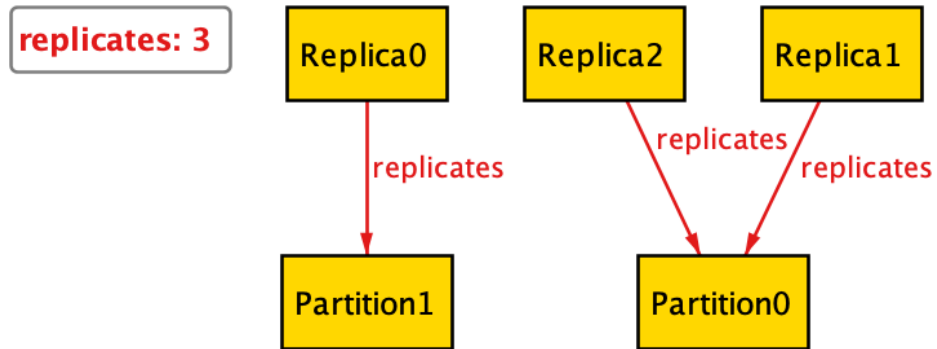 replicates: 3
Replica0
Replica2
Replica1
replicates
replicates
replicates
Partition1
Partition0